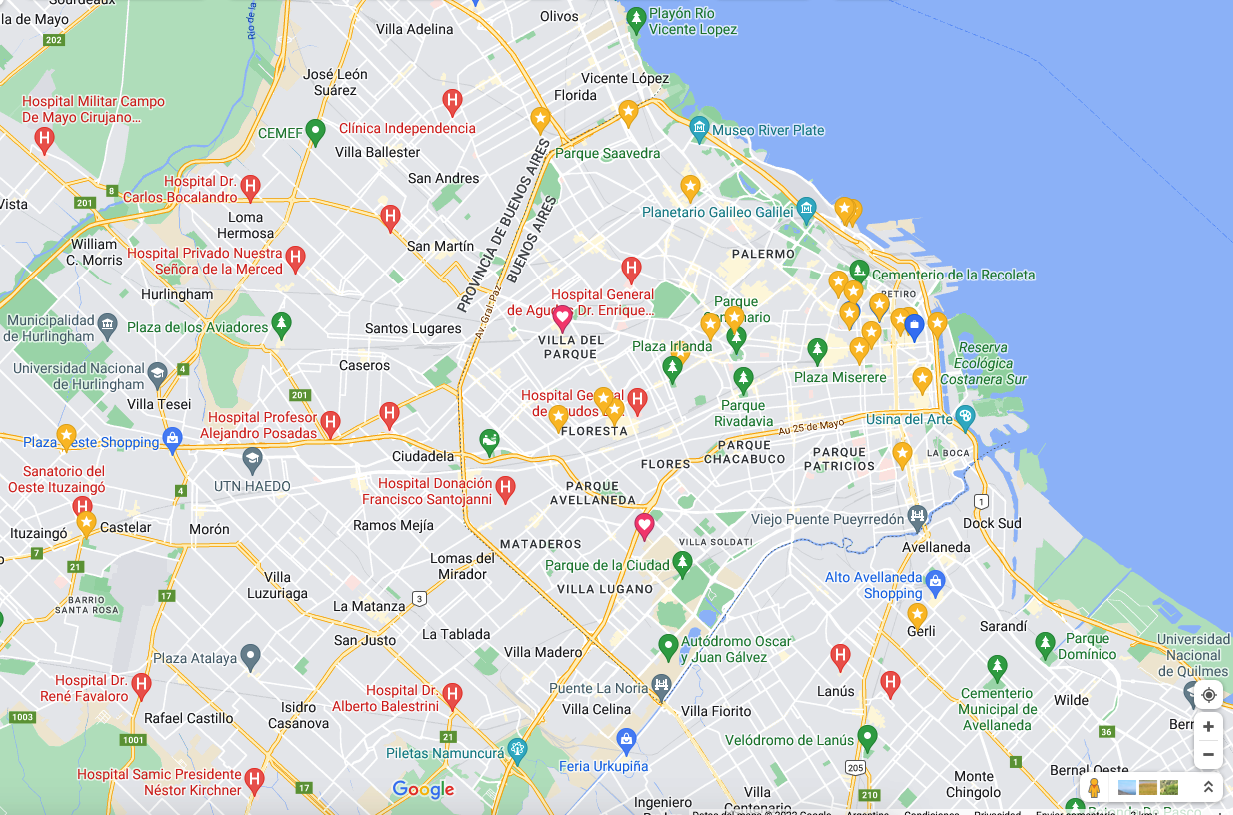 de Mayo
202
Río de la
Villa Adelina
Olivos
Playón Río
Vicente Lopez
José León
Suárez
Vicente López
Florida
Hospital Militar Campo
De Mayo Cirujano...
Clínica Independencia
CEMEF
Museo River Plate
Villa Ballester
Parque Saavedra
San Andres
Hospital Dr.
Carlos Bocalandro
8
201
Vista
Loma
Hermosa
PROVINCIA DE BUENOS AIRES
BUENOS AIRES
Planetario Galileo Galilei
William
C. Morris
San Martín
Hospital Privado Nuestra
Señora de la Merced
PALERMO
Cementerio de la Recoleta
Hurlingham
Hospital General
de Agudos Dr. Enrique...
RETIRO
Parque
Centenario
Municipalidad
de Hurlingham
Plaza de los Aviadores
Santos Lugares
Av. Gral. Paz
VILLA DEL
PARQUE
Plaza Irlanda
Reserva
Ecológica
Costanera Sur
Universidad Nacional
de Hurlingham
4
Caseros
Plaza Miserere
201
Villa Tesei
Hospital General
de Agudos
Parque
Rivadavia
Hospital Profesor
Alejandro Posadas
Usina del Arte
FLORESTA
Au 25 de Mayo
Plaza Oeste Shopping
PARQUE
CHACABUCO
PARQUE
PATRICIOS
LA BOCA
Ciudadela
FLORES
Sanatorio del
Oeste Ituzaingó
UTN HAEDO
4
Hospital Donación
Francisco Santojanni
PARQUE
AVELLANEDA
1
Ituzaingó
Castelar
Morón
Ramos Mejía
Viejo Puente Pueyrredón
Dock Sud
7
MATADEROS
VILLA SOLDATI
Avellaneda
21
Lomas del
Mirador
Parque de la Ciudad
Villa
Luzuriaga
Alto Avellaneda
Shopping
VILLA LUGANO
17
BARRIO
SANTA ROSA
La Matanza
3
Gerli
Sarandí
San Justo
La Tablada
Autódromo Oscar
y Juan Gálvez
Parque
Domínico
Universidad
Nacional
de Quilmes
Plaza Atalaya
Villa Madero
Hospital Dr.
René Favaloro
Hospital Dr.
Alberto Balestrini
Puente La Noria
Lanús
Cementerio
Municipal de
Avellaneda
Wilde
1003
Rafael Castillo
Isidro
Casanova
Villa Celina
Villa Fiorito
36
1001
21
Velódromo de Lanús
Piletas Namuncurá
Feria Urkupiña
205
1
Bernal Oeste
Hospital Samic Presidente
Néstor Kirchner
17
Google
Monte
Chingolo
Ingeniero
Villa
Centenario